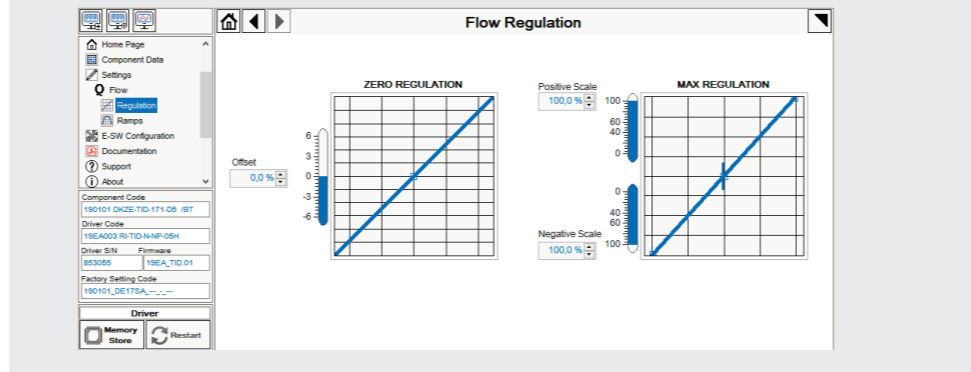 Flow Regulation
Home Page
Component Data
Settings
Q Flow
Regulation
Ramps
E-SW Configuration
Documentation
Support
About
Component Code
190101 DKZE-TID-171-D5 /BT
Driver Code
19EA003 RI-TID-N-NP-05H
Driver S/N Firmware
853055 19EA_TID.01
Factory Setting Code
190101_DE17SA_---_-_---
Driver
Memory Store
Restart
ZERO REGULATION
Offset
0,0 %
6
3
0
-3
-6
Positive Scale
100,0 %
100
60
40
0
MAX REGULATION
0
40
60
100
Negative Scale
100,0 %